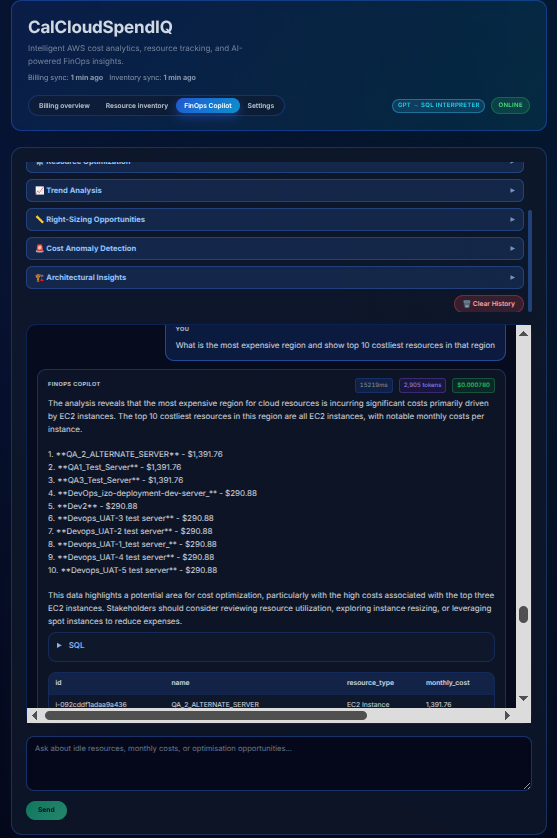 CalCloudSpendIQ
Intelligent AWS cost analytics, resource tracking, and AI-
powered FinOps insights.
Billing sync: 1 min ago Inventory sync: 1 min ago
Billing overview Resource inventory FinOps Copilot Settings GPT → SQL INTERPRETER ONLINE
Resource Optimization
Trend Analysis
Right-Sizing Opportunities
Cost Anomaly Detection
Architectural Insights
Clear History
YOU
What is the most expensive region and show top 10 costliest resources in that region
FINOPS COPILOT 15219ms 2,905 tokens $0.000780
The analysis reveals that the most expensive region for cloud resources is incurring significant costs primarily driven
by EC2 instances. The top 10 costliest resources in this region are all EC2 instances, with notable monthly costs per
instance.
1. **QA_2_ALTERNATE_SERVER** - $1,391.76
2. **QA1_Test_Server** - $1,391.76
3. **QA3_Test_Server** - $1,391.76
4. **DevOps_izo-deployment-dev-server_** - $290.88
5. **Dev2** - $290.88
6. **Devops_UAT-3 test server** - $290.88
7. **Devops_UAT-2 test server** - $290.88
8. **Devops_UAT-1_test server_** - $290.88
9. **Devops_UAT-4 test server** - $290.88
10. **Devops_UAT-5 test server** - $290.88
This data highlights a potential area for cost optimization, particularly with the high costs associated with the top three
EC2 instances. Stakeholders should consider reviewing resource utilization, exploring instance resizing, or leveraging
spot instances to reduce expenses.
SQL
id name resource_type monthly_cost
i-092cddf1adaa9a436 QA_2_ALTERNATE_SERVER EC2 Instance 1,391.76
Ask about idle resources, monthly costs, or optimisation opportunities...
Send